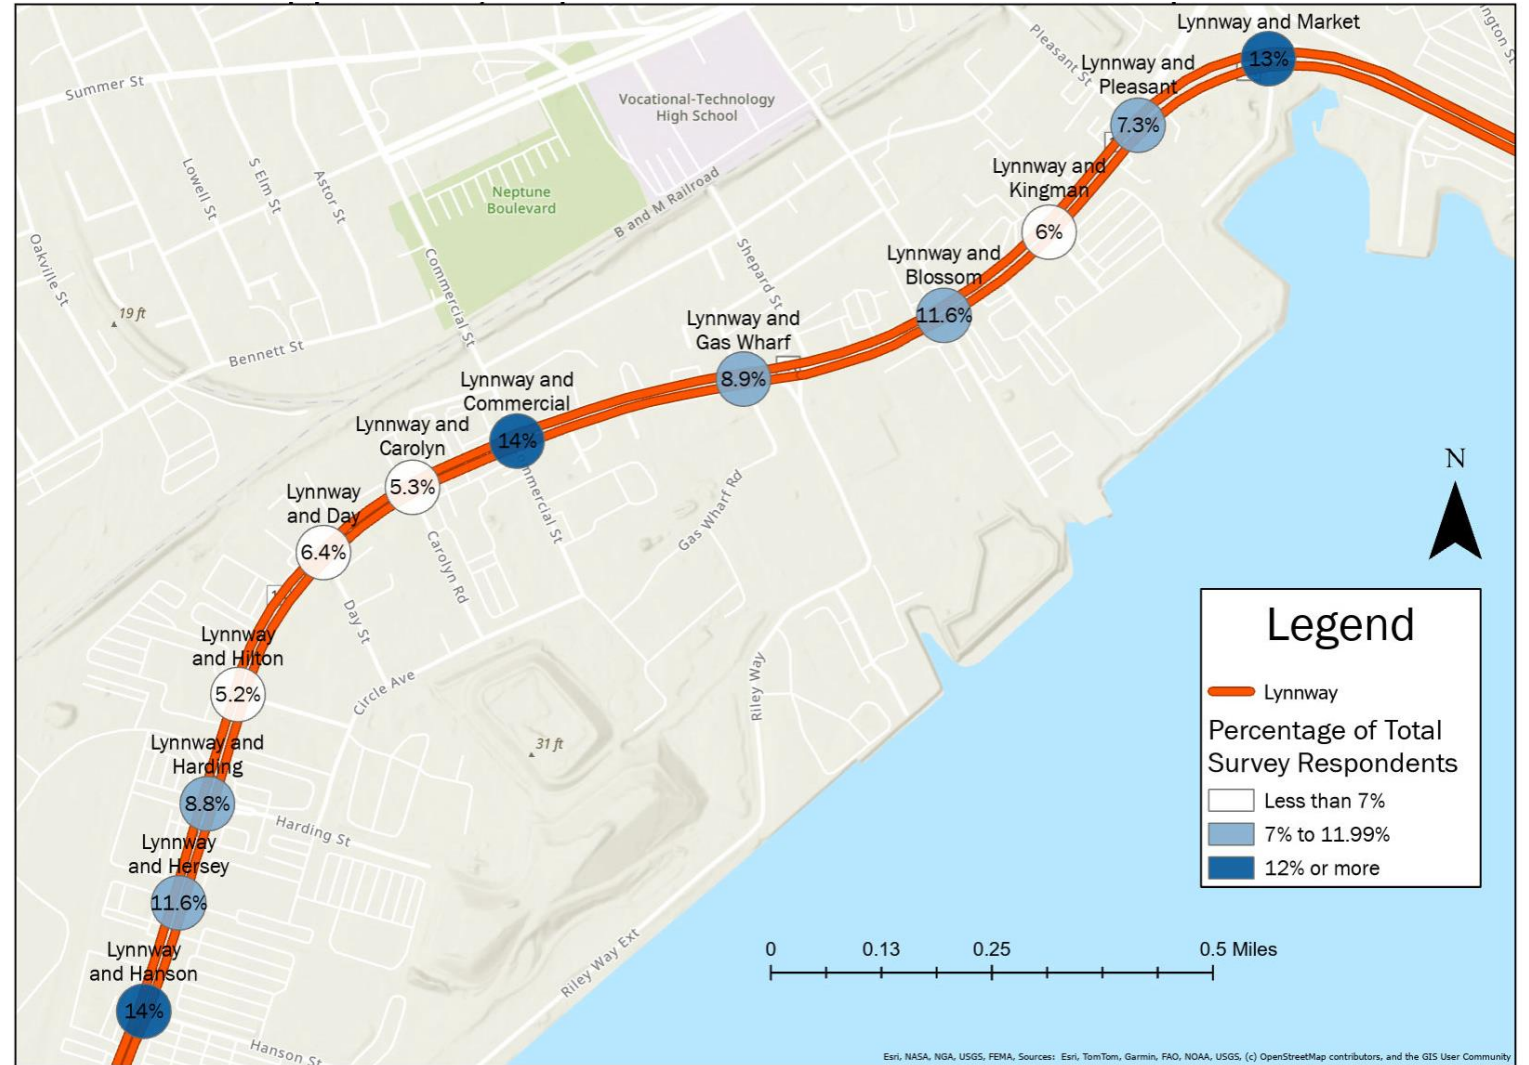 Lynnway and Market
13%
Pleasant St
Lynnway and
Pleasant
7.3%
Summer St
Vocational-Technology
High School
Lynnway and
Kingman
6%
Lowell St
S Elm St
Astor St
Neptune
Boulevard
B and M Railroad
Oakville St
Commercial St
Shepard St
Lynnway and
Blossom
11.6%
19 ft
Bennett St
Lynnway and
Gas Wharf
8.9%
Lynnway and
Commercial
14%
Lynnway and
Carolyn
5.3%
Lynnway
and Day
6.4%
Carolyn Rd
Gas Wharf Rd
Day St
Circle Ave
Riley Way
31 ft
Lynnway
and Hilton
5.2%
Lynnway and
Harding
8.8%
Harding St
Lynnway
and Hersey
11.6%
Lynnway
and Hanson
14%
Hanson St
Riley Way Ext
N
Legend
Lynnway
Percentage of Total
Survey Respondents
Less than 7%
7% to 11.99%
12% or more
0 0.13 0.25 0.5 Miles
Esri, NASA, NGA, USGS, FEMA, Sources: Esri, TomTom, Garmin, FAO, NOAA, USGS, (c) OpenStreetMap contributors, and the GIS User Community